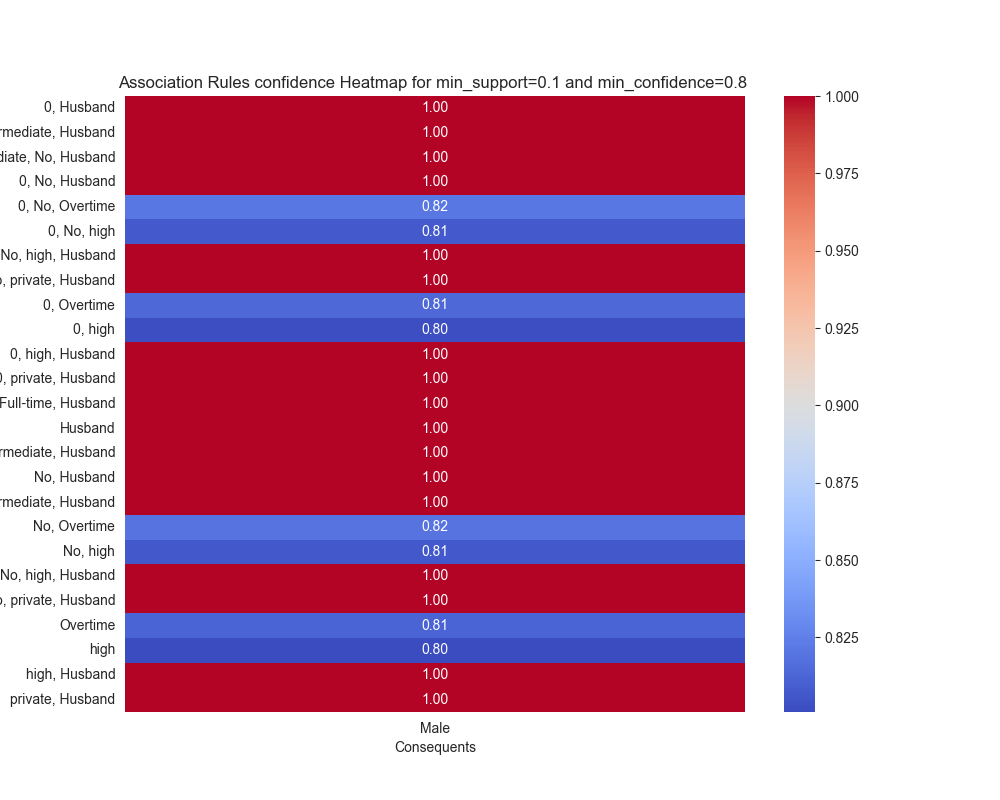 Association Rules confidence Heatmap for min_support=0.1 and min_confidence=0.8
0, Husband 1.00
rmediate, Husband 1.00
diate, No, Husband 1.00
0, No, Husband 1.00
0, No, Overtime 0.82
0, No, high 0.81
No, high, Husband 1.00
, private, Husband 1.00
0, Overtime 0.81
0, high 0.80
0, high, Husband 1.00
0, private, Husband 1.00
Full-time, Husband 1.00
Husband 1.00
rmediate, Husband 1.00
No, Husband 1.00
rmediate, Husband 1.00
No, Overtime 0.82
No, high 0.81
No, high, Husband 1.00
, private, Husband 1.00
Overtime 0.81
high 0.80
high, Husband 1.00
private, Husband 1.00
Male
Consequents
1.000
0.975
0.950
0.925
0.900
0.875
0.850
0.825